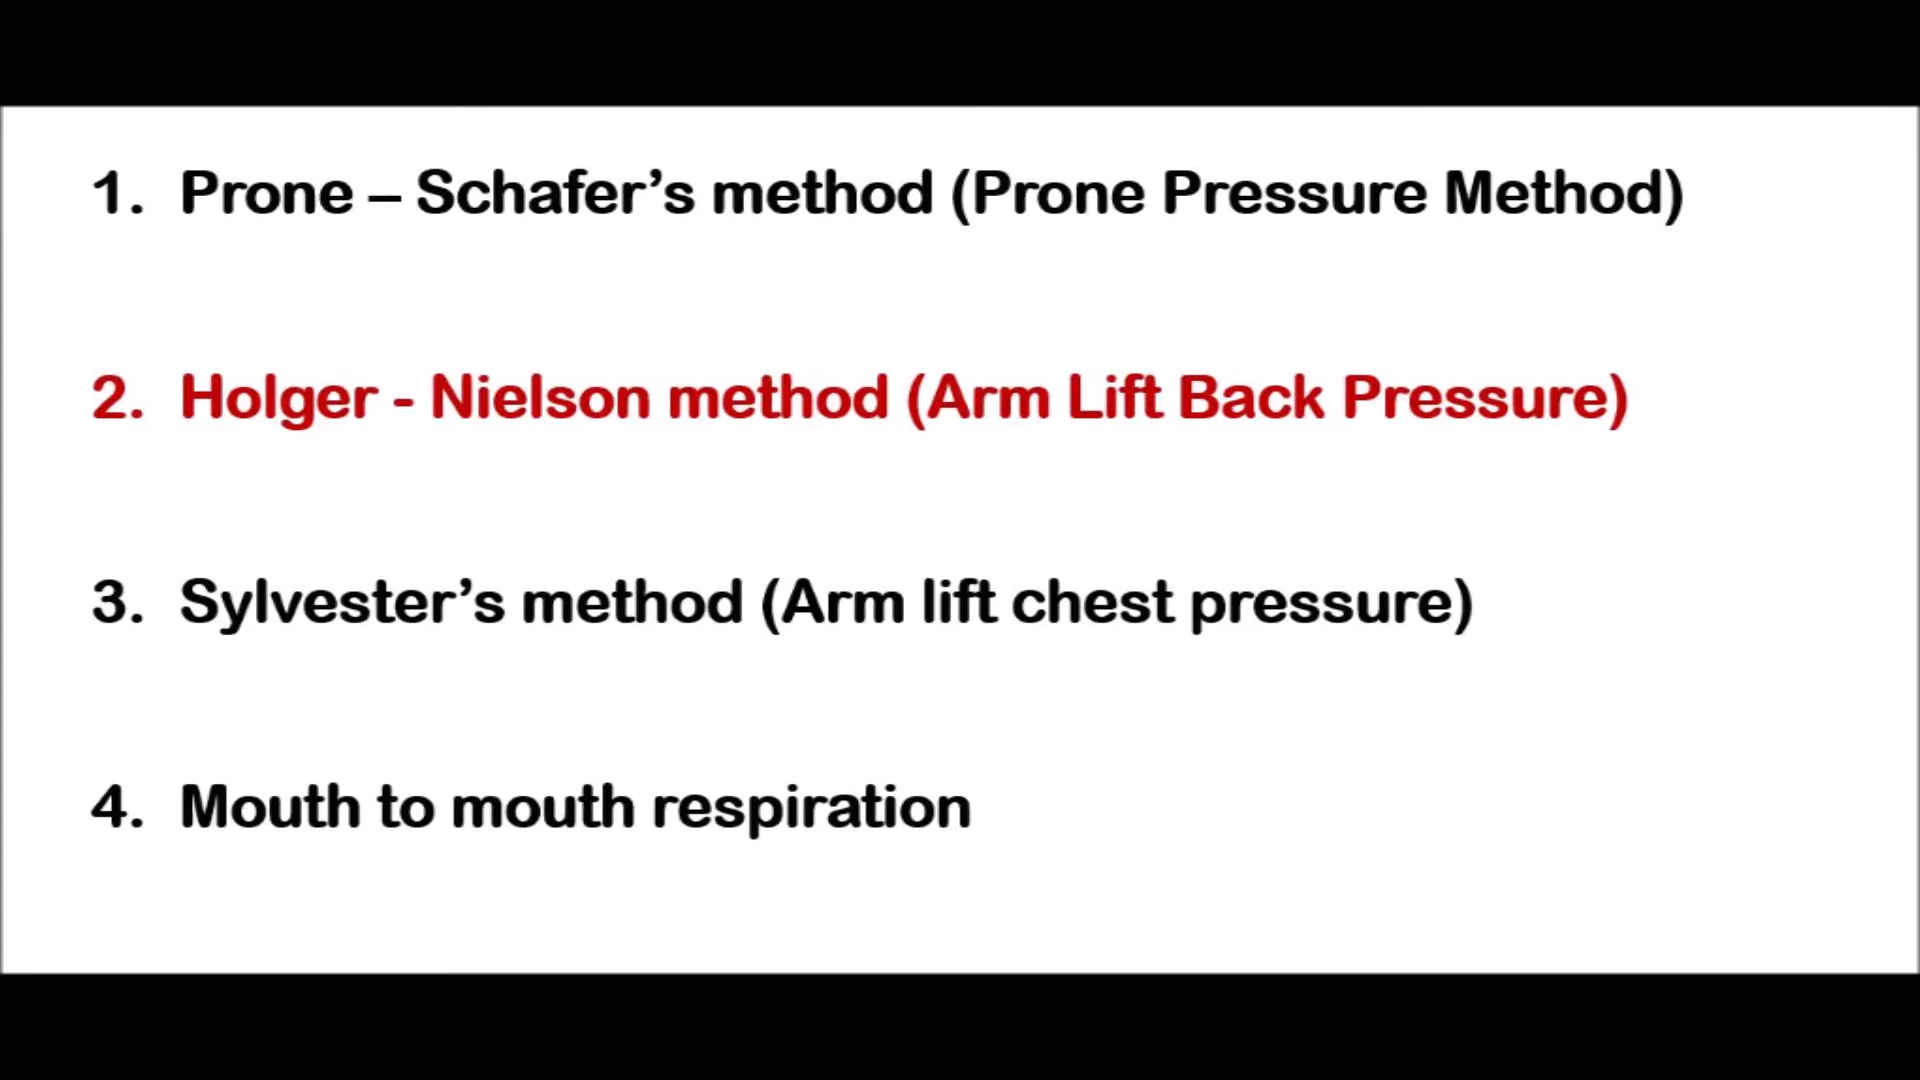 1. Prone – Schafer’s method (Prone Pressure Method)
2. Holger - Nielson method (Arm Lift Back Pressure)
3. Sylvester’s method (Arm lift chest pressure)
4. Mouth to mouth respiration